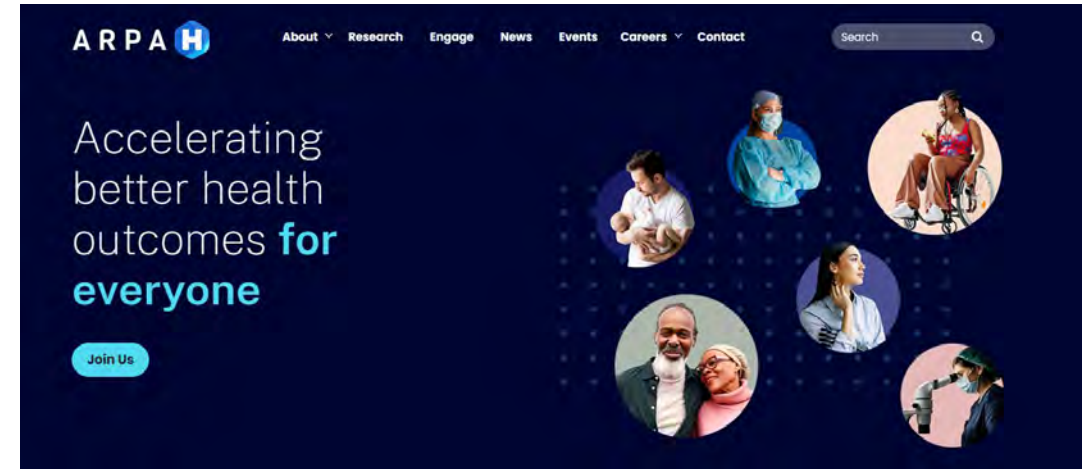 ARPA H
About Research Engage News Events Careers Contact
Search
Accelerating
better health
outcomes for
everyone
Join Us